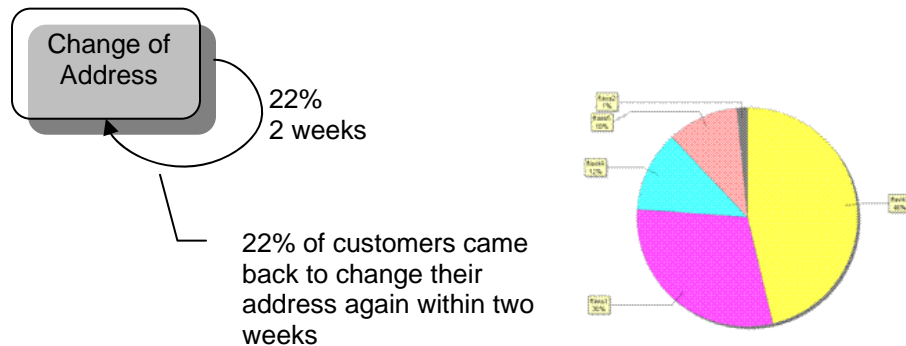 Change of
Address
22%
2 weeks
22% of customers came
back to change their
address again within two
weeks
12%